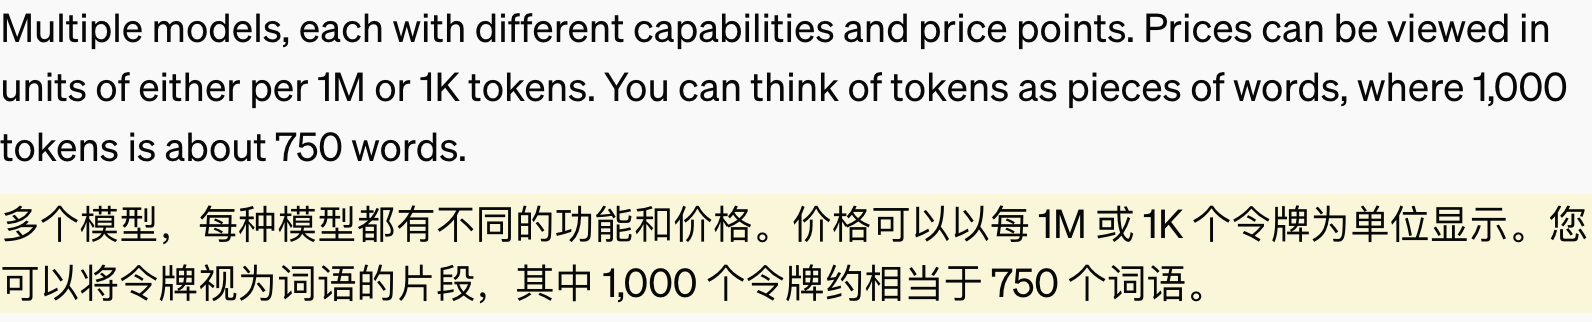 Multiple models, each with different capabilities and price points. Prices can be viewed in
units of either per 1M or 1K tokens. You can think of tokens as pieces of words, where 1,000
tokens is about 750 words.
多个模型，每种模型都有不同的功能和价格。价格可以以每 1M 或 1K 个令牌为单位显示。您
可以将令牌视为词语的片段，其中 1,000 个令牌约相当于 750 个词语。